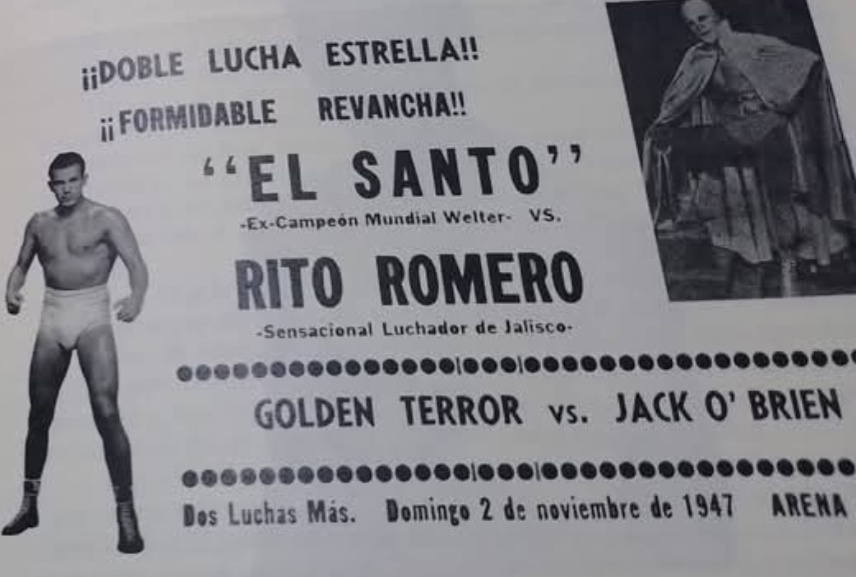 ¡¡DOBLE LUCHA ESTRELLA!!
¡¡FORMIDABLE REVANCHA!!
"EL SANTO"
-Ex-Campeón Mundial Welter- VS.
RITO ROMERO
-Sensacional Luchador de Jalisco-
GOLDEN TERROR vs. JACK O' BRIEN
Dos Luchas Más. Domingo 2 de noviembre de 1947 ARENA